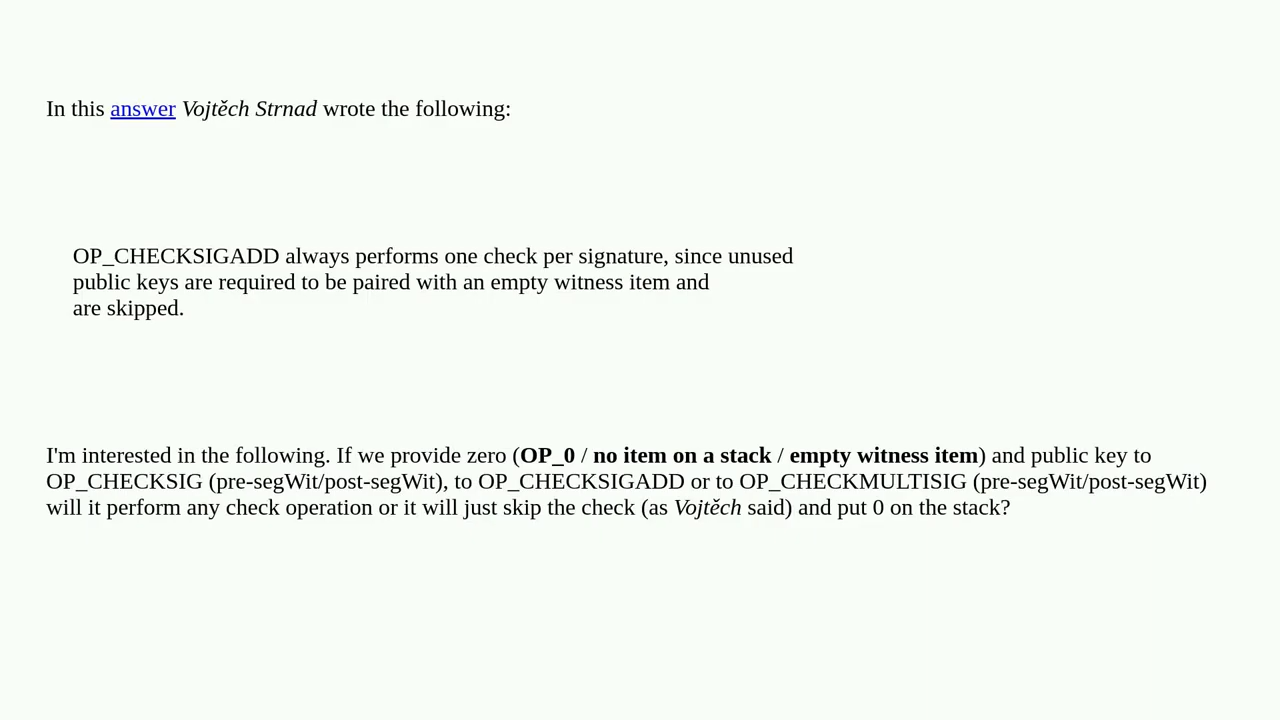 In this answer Vojtěch Strnad wrote the following:
OP_CHECKSIGADD always performs one check per signature, since unused
public keys are required to be paired with an empty witness item and
are skipped.
I'm interested in the following. If we provide zero (OP_0 / no item on a stack / empty witness item) and public key to
OP_CHECKSIG (pre-segWit/post-segWit), to OP_CHECKSIGADD or to OP_CHECKMULTISIG (pre-segWit/post-segWit)
will it perform any check operation or it will just skip the check (as Vojtěch said) and put 0 on the stack?